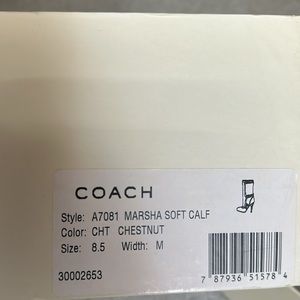 COACH
Style: A7081 MARSHA SOFT CALF
Color: CHT CHESTNUT
Size: 8.5 Width: M
30002653
7 87936 51578 4